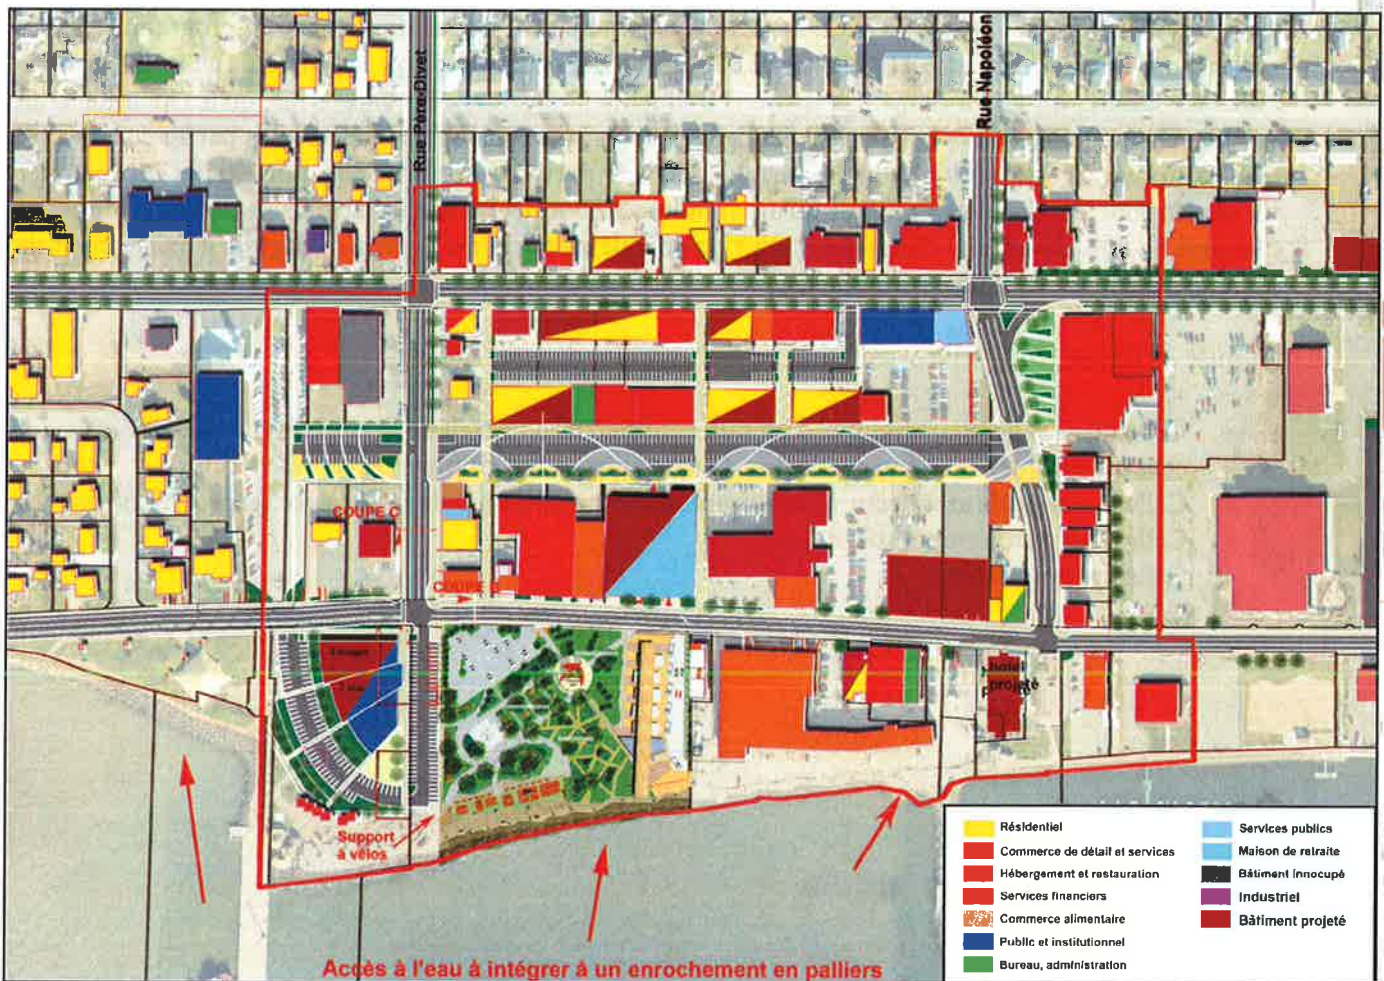 Rue Père-Divet
Rue Napoléon
COUPE C
COUPE
hôtel
projeté
Support
à vélos
Accès à l'eau à intégrer à un enrochement en palliers
Résidentiel
Commerce de détail et services
Hébergement et restauration
Services financiers
Commerce alimentaire
Public et institutionnel
Bureau, administration
Services publics
Maison de retraite
Bâtiment Innocupé
Industriel
Bâtiment projeté